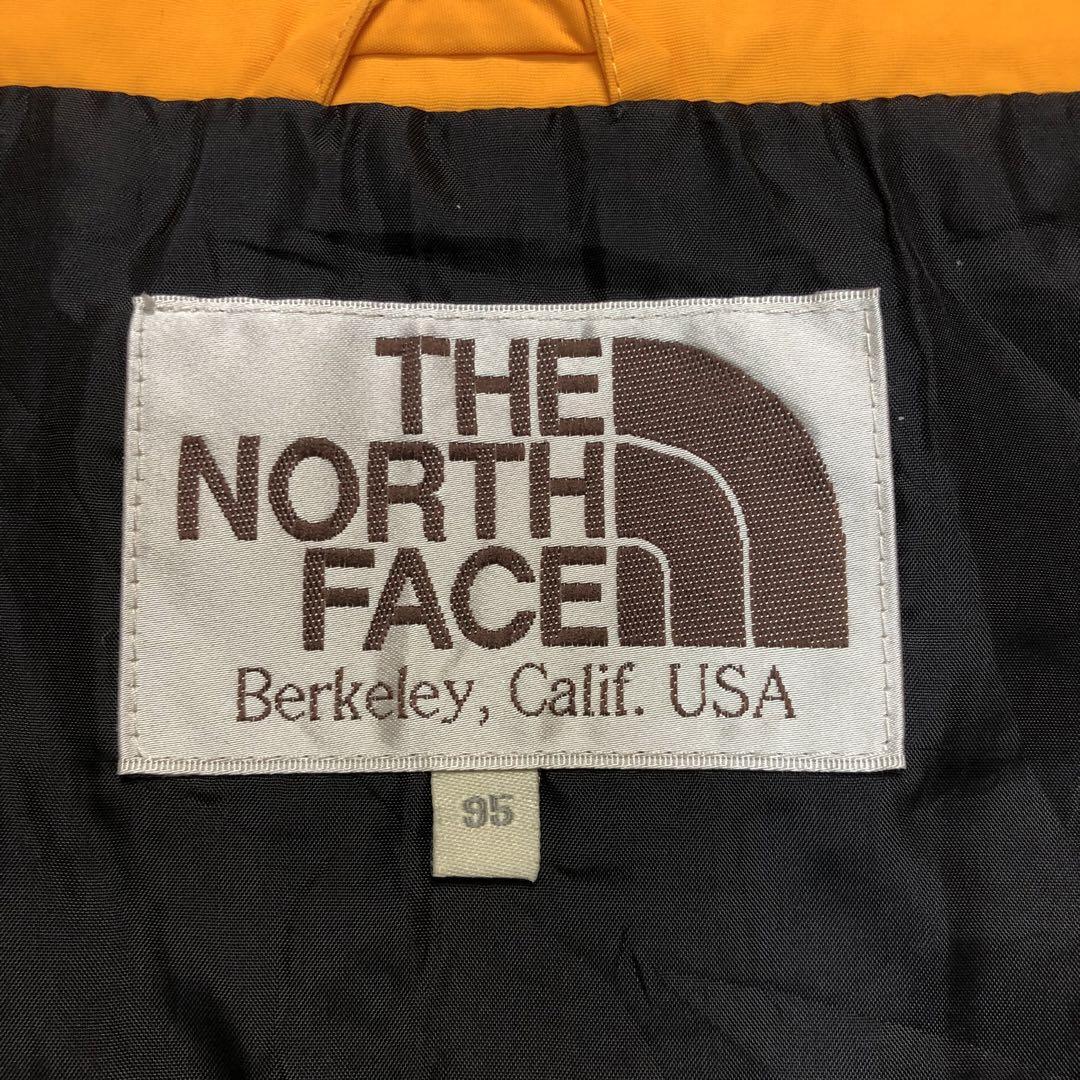 THE
NORTH
FACE
Berkeley, Calif. USA
95